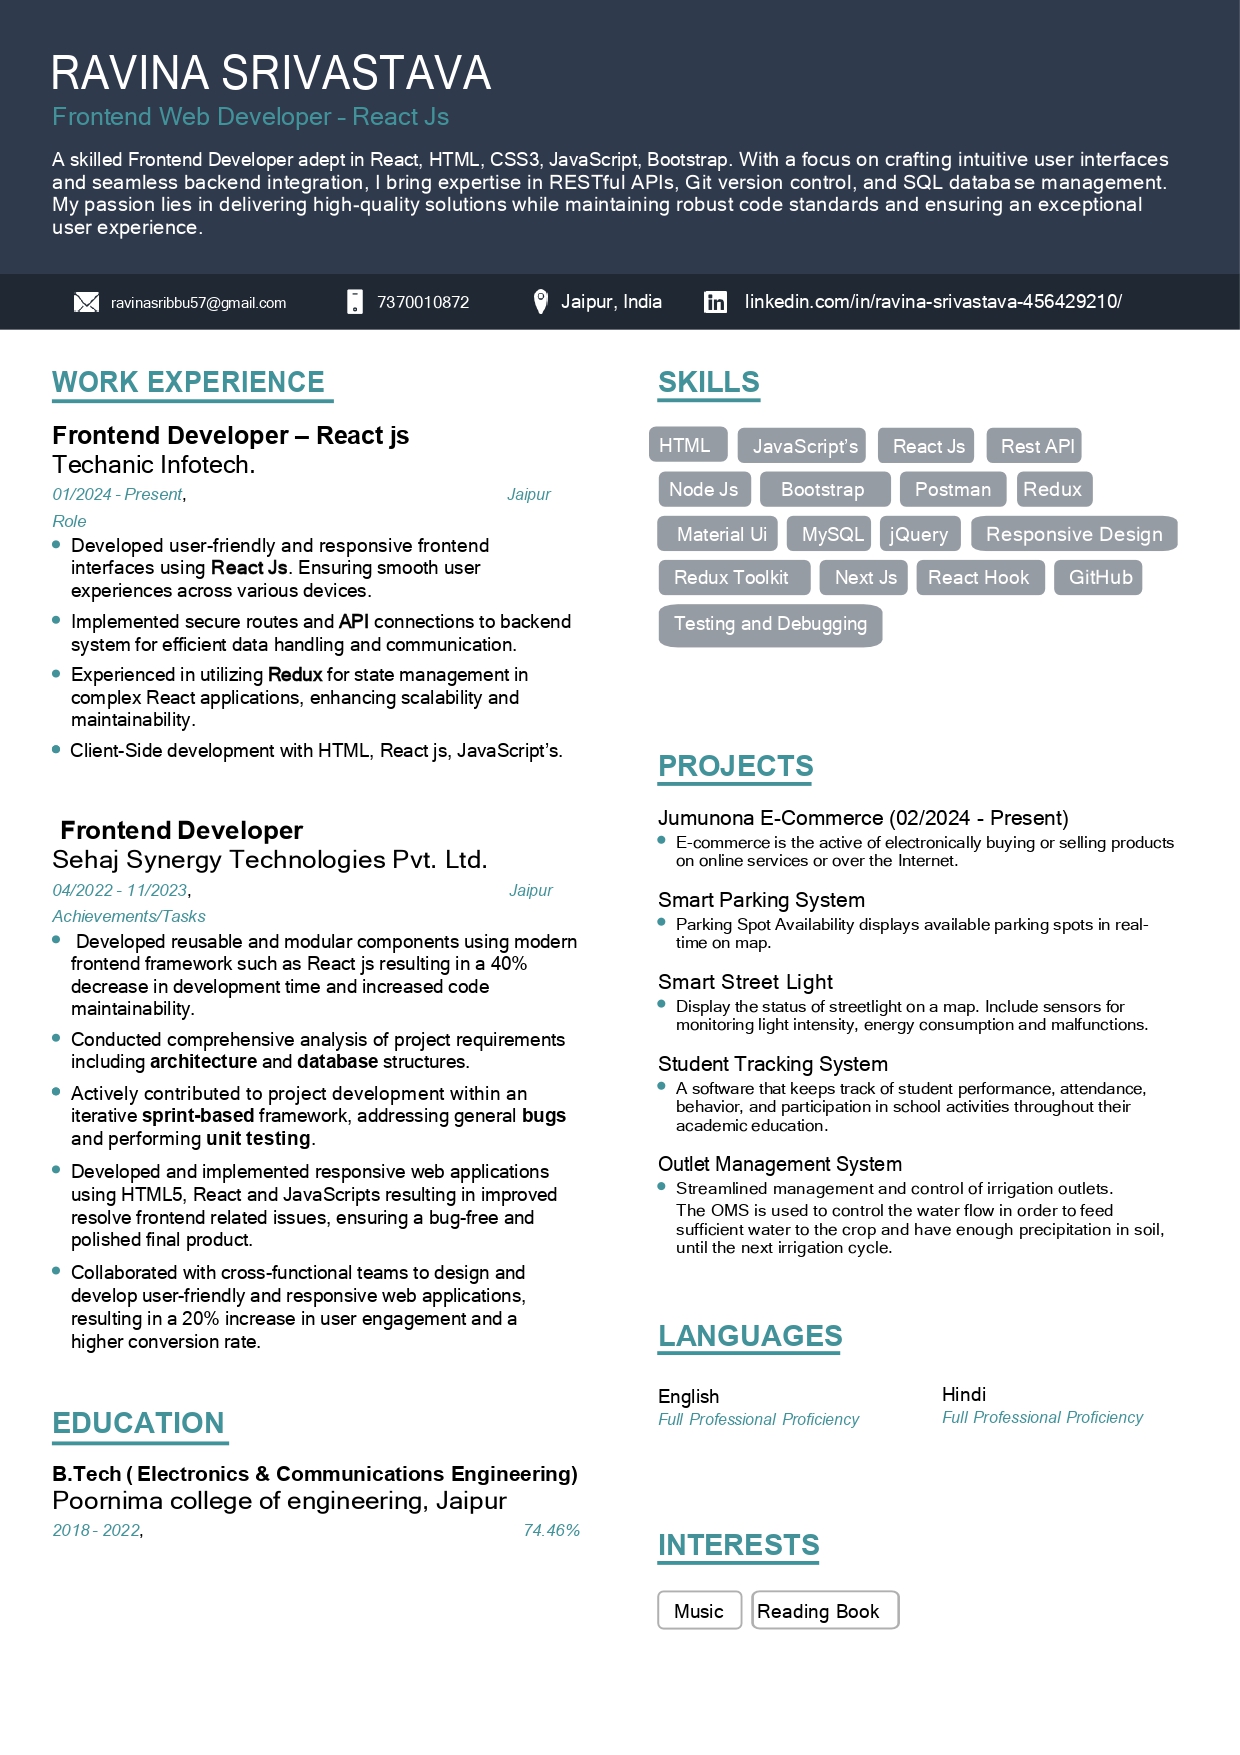 RAVINA SRIVASTAVA
Frontend Web Developer - React Js
A skilled Frontend Developer adept in React, HTML, CSS3, JavaScript, Bootstrap. With a focus on crafting intuitive user interfaces
and seamless backend integration, I bring expertise in RESTful APIs, Git version control, and SQL database management.
My passion lies in delivering high-quality solutions while maintaining robust code standards and ensuring an exceptional
user experience.
ravinasribbu57@gmail.com 7370010872 Jaipur, India linkedin.com/in/ravina-srivastava-456429210/
WORK EXPERIENCE
Frontend Developer – React js
Techanic Infotech.
01/2024 - Present, Jaipur
Role
• Developed user-friendly and responsive frontend
interfaces using React Js. Ensuring smooth user
experiences across various devices.
• Implemented secure routes and API connections to backend
system for efficient data handling and communication.
• Experienced in utilizing Redux for state management in
complex React applications, enhancing scalability and
maintainability.
• Client-Side development with HTML, React js, JavaScript’s.
Frontend Developer
Sehaj Synergy Technologies Pvt. Ltd.
04/2022 - 11/2023, Jaipur
Achievements/Tasks
• Developed reusable and modular components using modern
frontend framework such as React js resulting in a 40%
decrease in development time and increased code
maintainability.
• Conducted comprehensive analysis of project requirements
including architecture and database structures.
• Actively contributed to project development within an
iterative sprint-based framework, addressing general bugs
and performing unit testing.
• Developed and implemented responsive web applications
using HTML5, React and JavaScripts resulting in improved
resolve frontend related issues, ensuring a bug-free and
polished final product.
• Collaborated with cross-functional teams to design and
develop user-friendly and responsive web applications,
resulting in a 20% increase in user engagement and a
higher conversion rate.
EDUCATION
B.Tech ( Electronics & Communications Engineering)
Poornima college of engineering, Jaipur
2018 - 2022, 74.46%
SKILLS
HTML JavaScript’s React Js Rest API
Node Js Bootstrap Postman Redux
Material Ui MySQL jQuery Responsive Design
Redux Toolkit Next Js React Hook GitHub
Testing and Debugging
PROJECTS
Jumunona E-Commerce (02/2024 - Present)
• E-commerce is the active of electronically buying or selling products
on online services or over the Internet.
Smart Parking System
• Parking Spot Availability displays available parking spots in real-
time on map.
Smart Street Light
• Display the status of streetlight on a map. Include sensors for
monitoring light intensity, energy consumption and malfunctions.
Student Tracking System
• A software that keeps track of student performance, attendance,
behavior, and participation in school activities throughout their
academic education.
Outlet Management System
• Streamlined management and control of irrigation outlets.
The OMS is used to control the water flow in order to feed
sufficient water to the crop and have enough precipitation in soil,
until the next irrigation cycle.
LANGUAGES
English Hindi
Full Professional Proficiency Full Professional Proficiency
INTERESTS
Music Reading Book